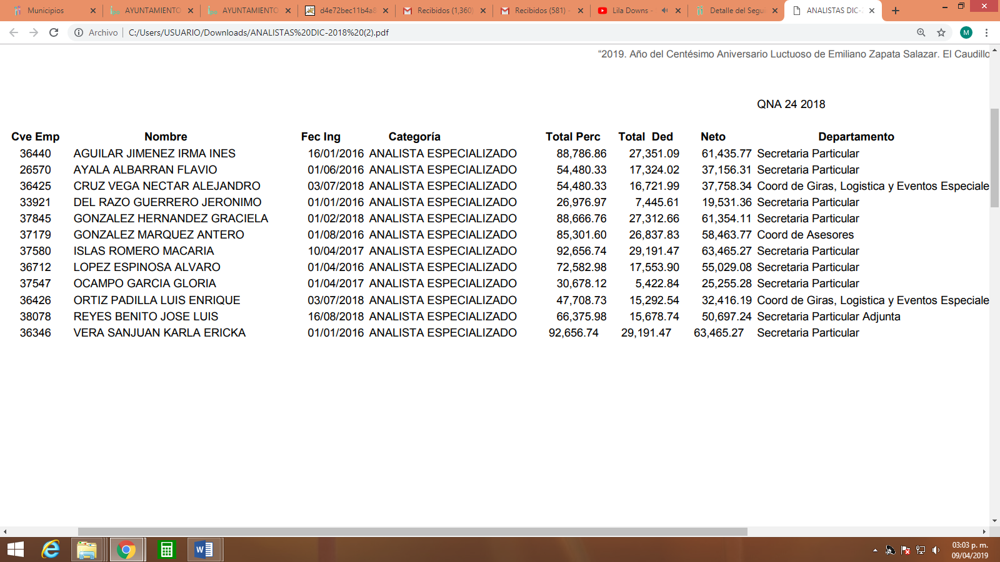 Municipios AYUNTAMIENTO AYUNTAMIENTO d4e72bec11b4a8 Recibidos (1,360) Recibidos (581) - Lila Downs - Detalle del Segui ANALISTAS DIC-2
Archivo C:/Users/USUARIO/Downloads/ANALISTAS%20DIC-2018%20(2).pdf M
“2019. Año del Centésimo Aniversario Luctuoso de Emiliano Zapata Salazar. El Caudillo
QNA 24 2018
Cve Emp Nombre Fec Ing Categoría Total Perc Total Ded Neto Departamento
36440 AGUILAR JIMENEZ IRMA INES 16/01/2016 ANALISTA ESPECIALIZADO 88,786.86 27,351.09 61,435.77 Secretaria Particular
26570 AYALA ALBARRAN FLAVIO 01/06/2016 ANALISTA ESPECIALIZADO 54,480.33 17,324.02 37,156.31 Secretaria Particular
36425 CRUZ VEGA NECTAR ALEJANDRO 03/07/2018 ANALISTA ESPECIALIZADO 54,480.33 16,721.99 37,758.34 Coord de Giras, Logistica y Eventos Especiale
33921 DEL RAZO GUERRERO JERONIMO 01/01/2016 ANALISTA ESPECIALIZADO 26,976.97 7,445.61 19,531.36 Secretaria Particular
37845 GONZALEZ HERNANDEZ GRACIELA 01/02/2018 ANALISTA ESPECIALIZADO 88,666.76 27,312.66 61,354.11 Secretaria Particular
37179 GONZALEZ MARQUEZ ANTERO 01/08/2016 ANALISTA ESPECIALIZADO 85,301.60 26,837.83 58,463.77 Coord de Asesores
37580 ISLAS ROMERO MACARIA 10/04/2017 ANALISTA ESPECIALIZADO 92,656.74 29,191.47 63,465.27 Secretaria Particular
36712 LOPEZ ESPINOSA ALVARO 01/04/2016 ANALISTA ESPECIALIZADO 72,582.98 17,553.90 55,029.08 Secretaria Particular
37547 OCAMPO GARCIA GLORIA 01/04/2017 ANALISTA ESPECIALIZADO 30,678.12 5,422.84 25,255.28 Secretaria Particular
36426 ORTIZ PADILLA LUIS ENRIQUE 03/07/2018 ANALISTA ESPECIALIZADO 47,708.73 15,292.54 32,416.19 Coord de Giras, Logistica y Eventos Especiale
38078 REYES BENITO JOSE LUIS 16/08/2018 ANALISTA ESPECIALIZADO 66,375.98 15,678.74 50,697.24 Secretaria Particular Adjunta
36346 VERA SANJUAN KARLA ERICKA 01/01/2016 ANALISTA ESPECIALIZADO 92,656.74 29,191.47 63,465.27 Secretaria Particular
03:03 p. m.
09/04/2019